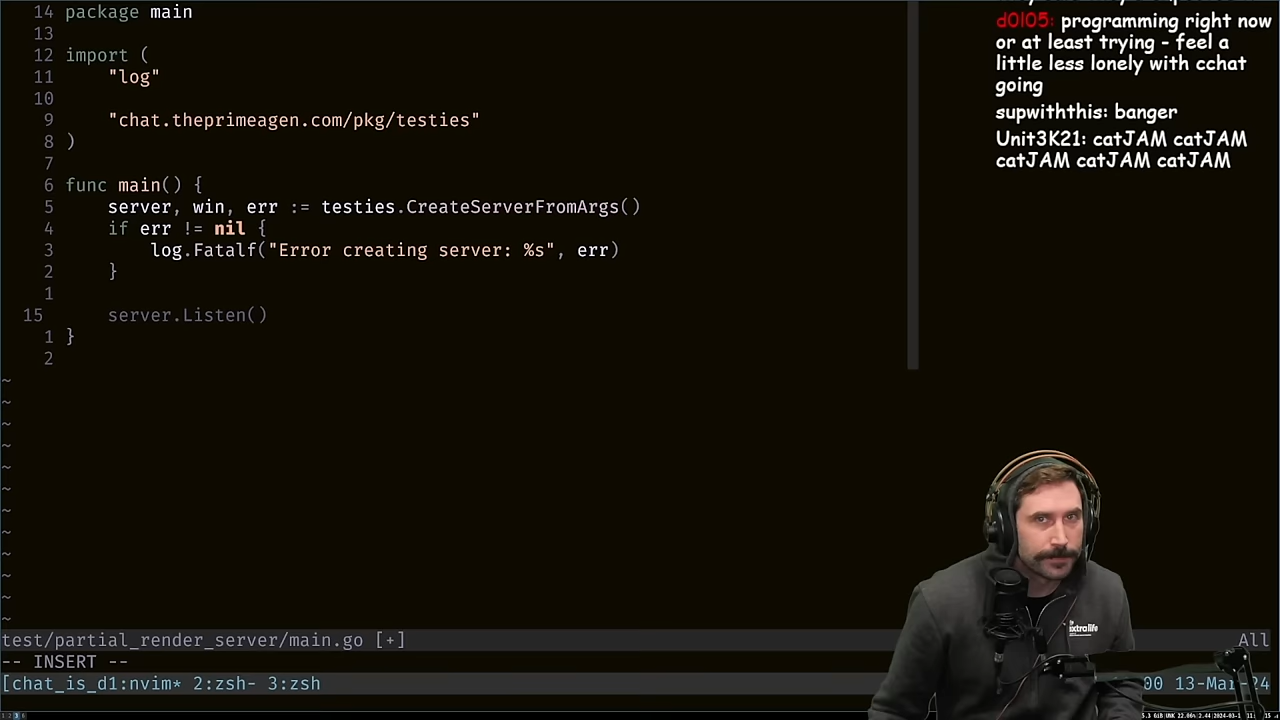 14 package main
13
12 import (
11 "log"
10
9 "chat.theprimeagen.com/pkg/testies"
8 )
7
6 func main() {
5 server, win, err := testies.CreateServerFromArgs()
4 if err != nil {
3 log.Fatalf("Error creating server: %s", err)
2 }
1
15 server.Listen()
1 }
2
~
~
~
~
~
~
~
~
~
~
~
~
test/partial_render_server/main.go [+] All
-- INSERT --
[chat_is_d1:nvim* 2:zsh- 3:zsh 00 13-Mar-24
d0l05: programming right now
or at least trying - feel a
little less lonely with cchat
going
supwiththis: banger
Unit3K21: catJAM catJAM
catJAM catJAM catJAM
extralife